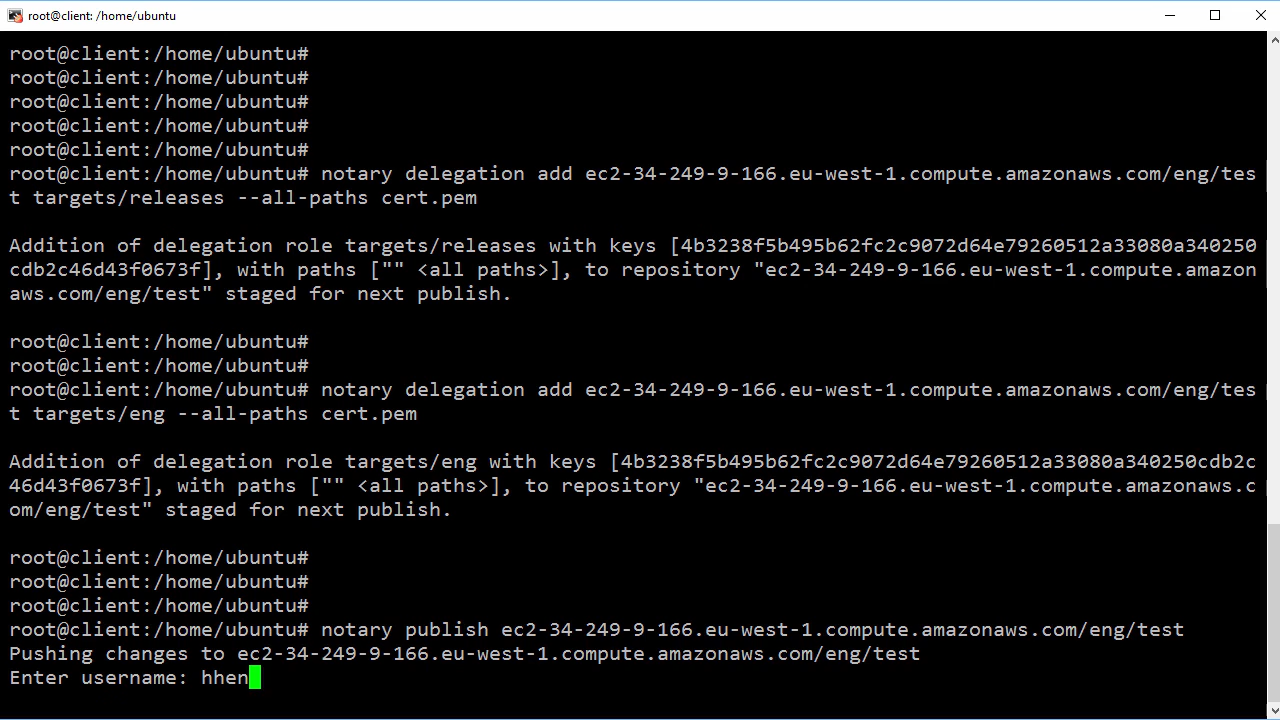 root@client: /home/ubuntu
root@client:/home/ubuntu#
root@client:/home/ubuntu#
root@client:/home/ubuntu#
root@client:/home/ubuntu#
root@client:/home/ubuntu#
root@client:/home/ubuntu# notary delegation add ec2-34-249-9-166.eu-west-1.compute.amazonaws.com/eng/tes
t targets/releases --all-paths cert.pem
Addition of delegation role targets/releases with keys [4b3238f5b495b62fc2c9072d64e79260512a33080a340250
cdb2c46d43f0673f], with paths ["" <all paths>], to repository "ec2-34-249-9-166.eu-west-1.compute.amazon
aws.com/eng/test" staged for next publish.
root@client:/home/ubuntu#
root@client:/home/ubuntu#
root@client:/home/ubuntu# notary delegation add ec2-34-249-9-166.eu-west-1.compute.amazonaws.com/eng/tes
t targets/eng --all-paths cert.pem
Addition of delegation role targets/eng with keys [4b3238f5b495b62fc2c9072d64e79260512a33080a340250cdb2c
46d43f0673f], with paths ["" <all paths>], to repository "ec2-34-249-9-166.eu-west-1.compute.amazonaws.c
om/eng/test" staged for next publish.
root@client:/home/ubuntu#
root@client:/home/ubuntu#
root@client:/home/ubuntu#
root@client:/home/ubuntu# notary publish ec2-34-249-9-166.eu-west-1.compute.amazonaws.com/eng/test
Pushing changes to ec2-34-249-9-166.eu-west-1.compute.amazonaws.com/eng/test
Enter username: hhen